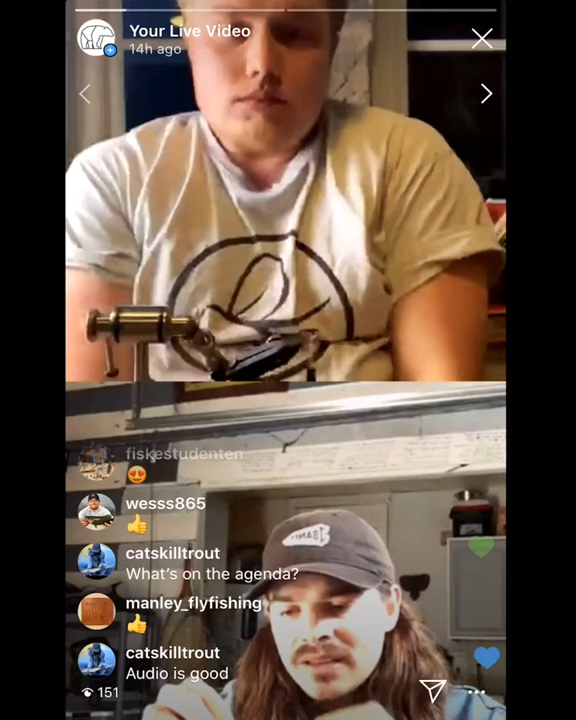 Your Live Video
14h ago
fiskestudenten
😍
wesss865
👍
catskilltrout
What's on the agenda?
manley_flyfishing
👍
catskilltrout
Audio is good
151